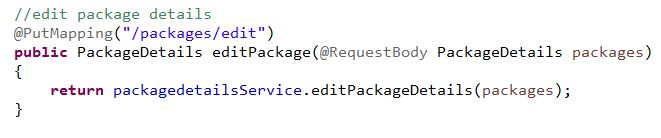 //edit package details
@PutMapping("/packages/edit")
public PackageDetails editPackage(@RequestBody PackageDetails packages)
{
    return packagedetailsService.editPackageDetails(packages);
}